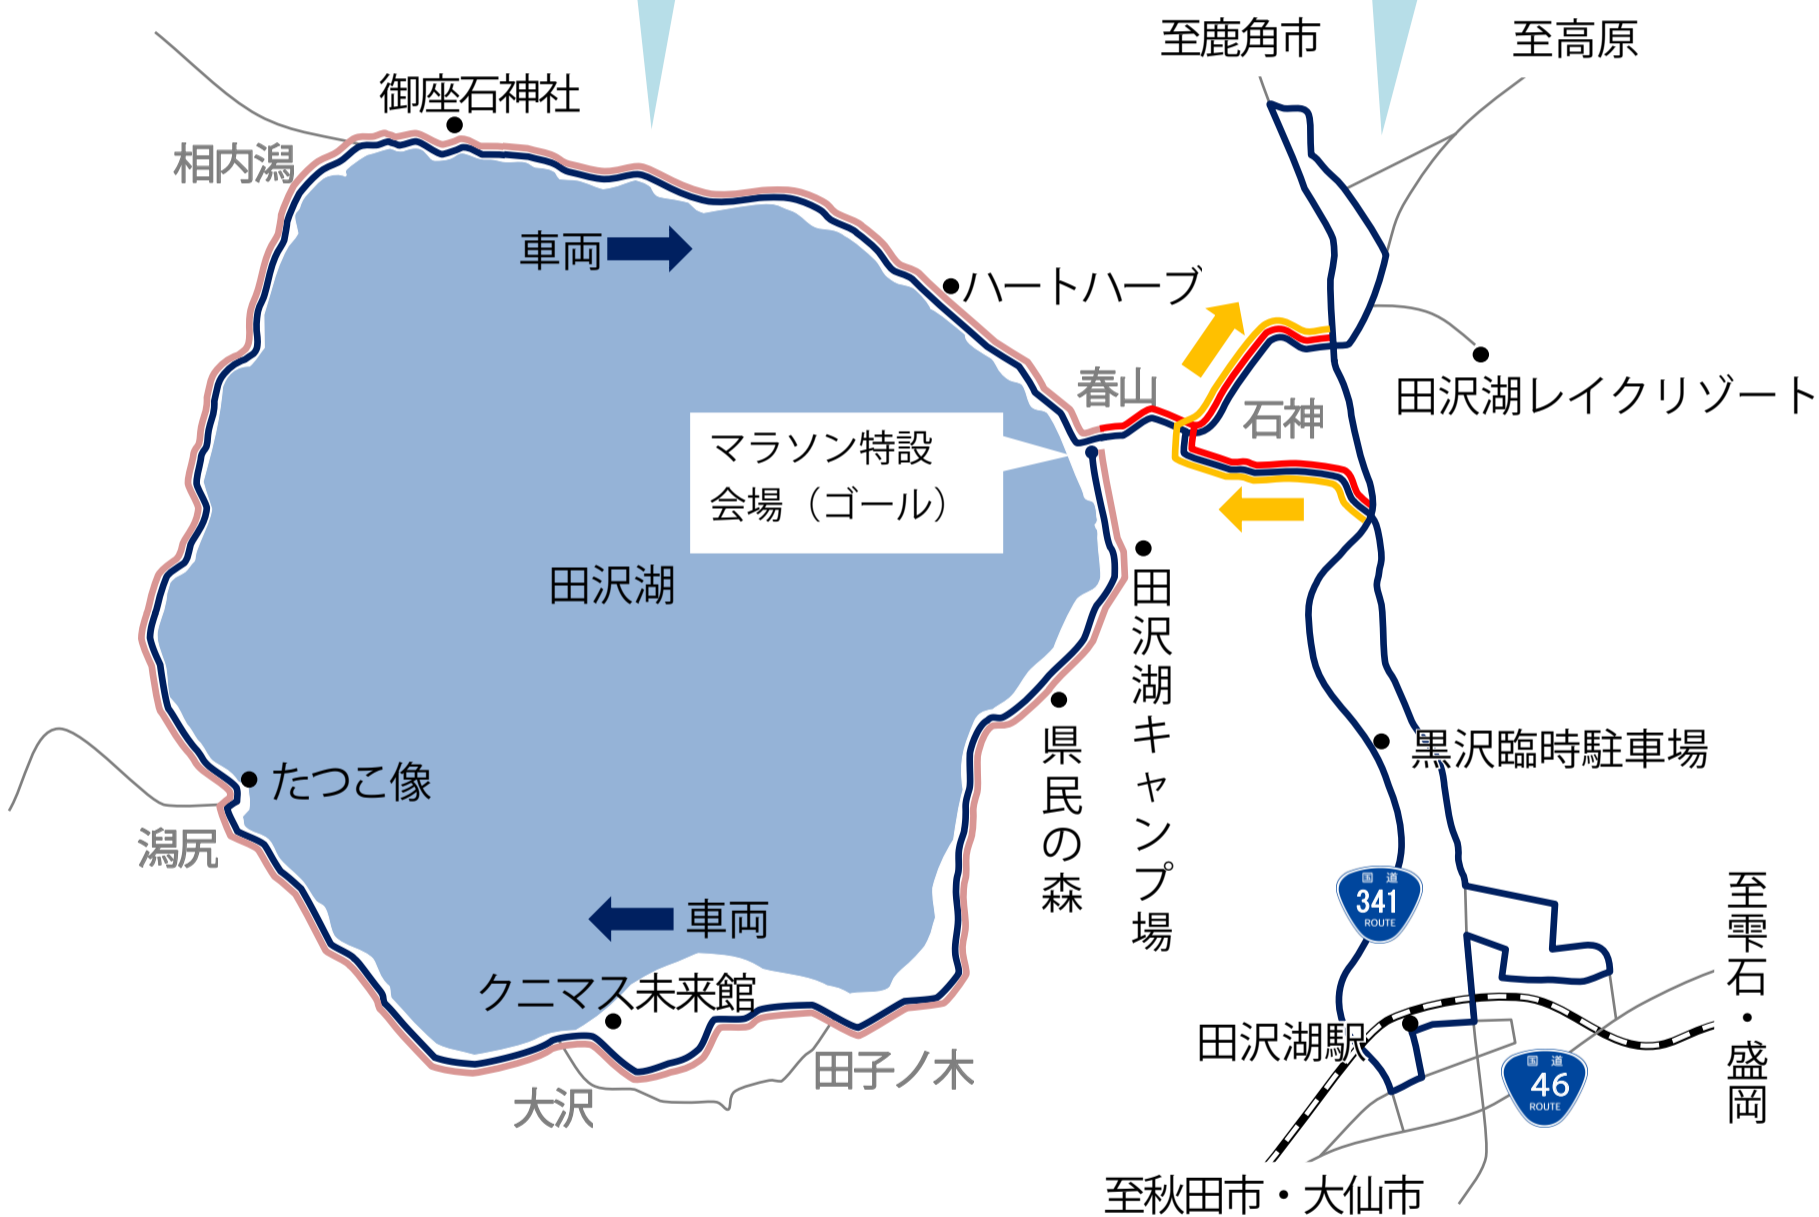 至鹿角市
至高原
御座石神社
相内潟
車両
ハートハーブ
春山
石神
田沢湖レイクリゾート
マラソン特設
会場（ゴール）
田沢湖
田沢湖キャンプ場
県民の森
黒沢臨時駐車場
たつこ像
潟尻
車両
国道
341
ROUTE
至雫石・盛岡
クニマス未来館
田沢湖駅
田子ノ木
大沢
国道
46
ROUTE
至秋田市・大仙市